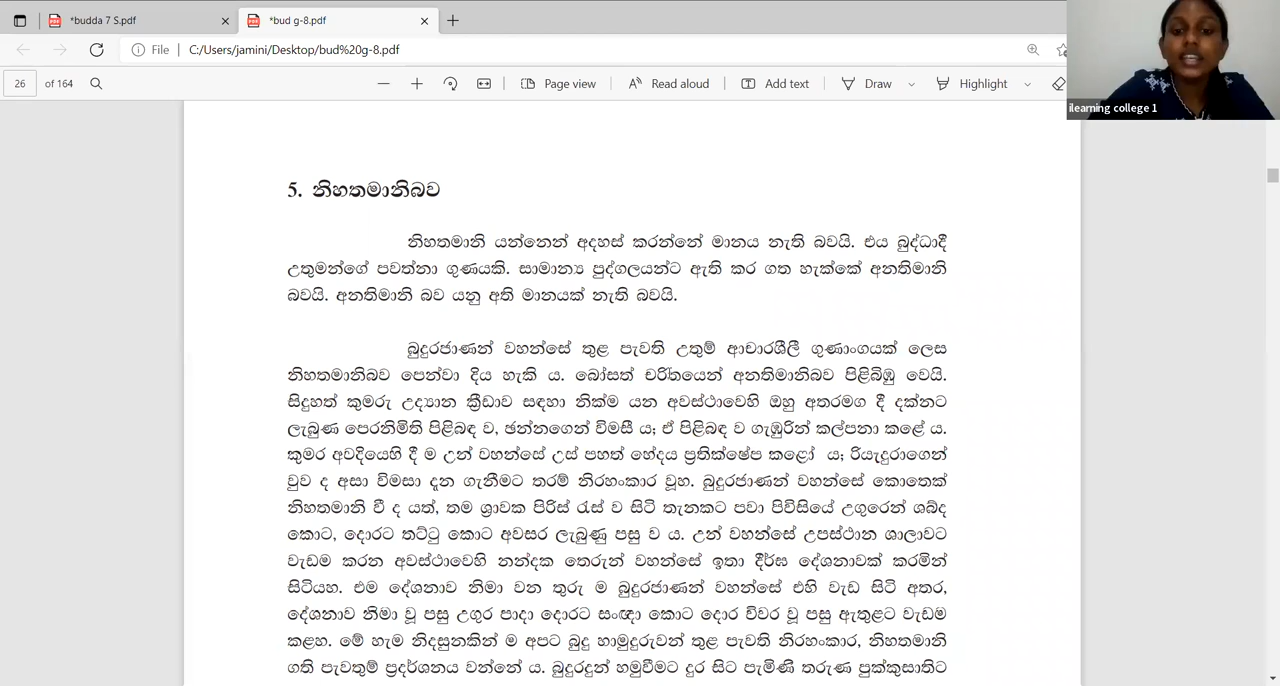 *budda 7 S.pdf
*bud g-8.pdf
File
C:/Users/jamini/Desktop/bud%20g-8.pdf
26 of 164
Page view
Read aloud
Add text
Draw
Highlight
ilearning college 1
5. නිහතමානිබව
නිහතමානි යන්නෙන් අදහස් කරන්නේ මානය නැති බවයි. එය බුද්ධාදී
උතුමන්ගේ පවත්නා ගුණයකි. සාමාන්‍ය පුද්ගලයන්ට ඇති කර ගත හැක්කේ අනතිමානි
බවයි. අනතිමානි බව යනු අති මානයක් නැති බවයි.
බුදුරජාණන් වහන්සේ තුළ පැවති උතුම් ආචාරශීලී ගුණාංගයක් ලෙස
නිහතමානිබව පෙන්වා දිය හැකි ය. බෝසත් චරිතයෙන් අනතිමානිබව පිළිබිඹු වෙයි.
සිදුහත් කුමරු උද්‍යාන ක්‍රීඩාව සඳහා නික්ම යන අවස්ථාවෙහි ඔහු අතරමග දී දක්නට
ලැබුණ පෙරනිමිති පිළිබඳ ව, ඡන්නගෙන් විමසී ය; ඒ පිළිබඳ ව ගැඹුරින් කල්පනා කළේ ය.
කුමර අවදියෙහි දී ම උන් වහන්සේ උස් පහත් භේදය ප්‍රතික්ෂේප කළෝ ය; රියැදුරාගෙන්
වුව ද අසා විමසා දැන ගැනීමට තරම් නිරහංකාර වූහ. බුදුරජාණන් වහන්සේ කොතෙක්
නිහතමානි වී ද යත්, තම ශ්‍රාවක පිරිස් රැස් ව සිටි තැනකට පවා පිවිසියේ උගුරෙන් ශබ්ද
කොට, දොරට තට්ටු කොට අවසර ලැබුණු පසු ව ය. උන් වහන්සේ උපස්ථාන ශාලාවට
වැඩම කරන අවස්ථාවෙහි නන්දක තෙරුන් වහන්සේ ඉතා දීර්ඝ දේශනාවක් කරමින්
සිටියහ. එම දේශනාව නිමා වන තුරු ම බුදුරජාණන් වහන්සේ එහි වැඩ සිටි අතර,
දේශනාව නිමා වූ පසු උගුර පාදා දොරට සංඥා කොට දොර විවර වූ පසු ඇතුළට වැඩම
කළහ. මේ හැම නිදසුනකින් ම අපට බුදු හාමුදුරුවන් තුළ පැවති නිරහංකාර, නිහතමානි
ගති පැවතුම් ප්‍රදර්ශනය වන්නේ ය. බුදුරදුන් හමුවීමට දුර සිට පැමිණි තරුණ පුක්කුසාතිට